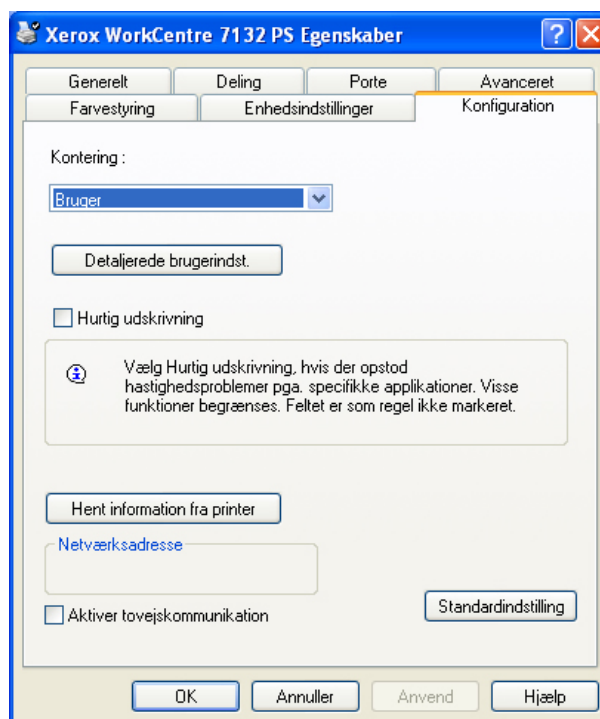 Xerox WorkCentre 7132 PS Egenskaber
Generelt
Deling
Porte
Avanceret
Farvestyring
Enhedsindstillinger
Konfiguration
Kontering :
Bruger
Detaljerede brugerindst.
Hurtig udskrivning
Vælg Hurtig udskrivning, hvis der opstod
hastighedsproblemer pga. specifikke applikationer. Visse
funktioner begrænses. Feltet er som regel ikke markeret.
Hent information fra printer
Netværksadresse
Aktiver tovejskommunikation
Standardindstilling
OK
Annuller
Anvend
Hjælp